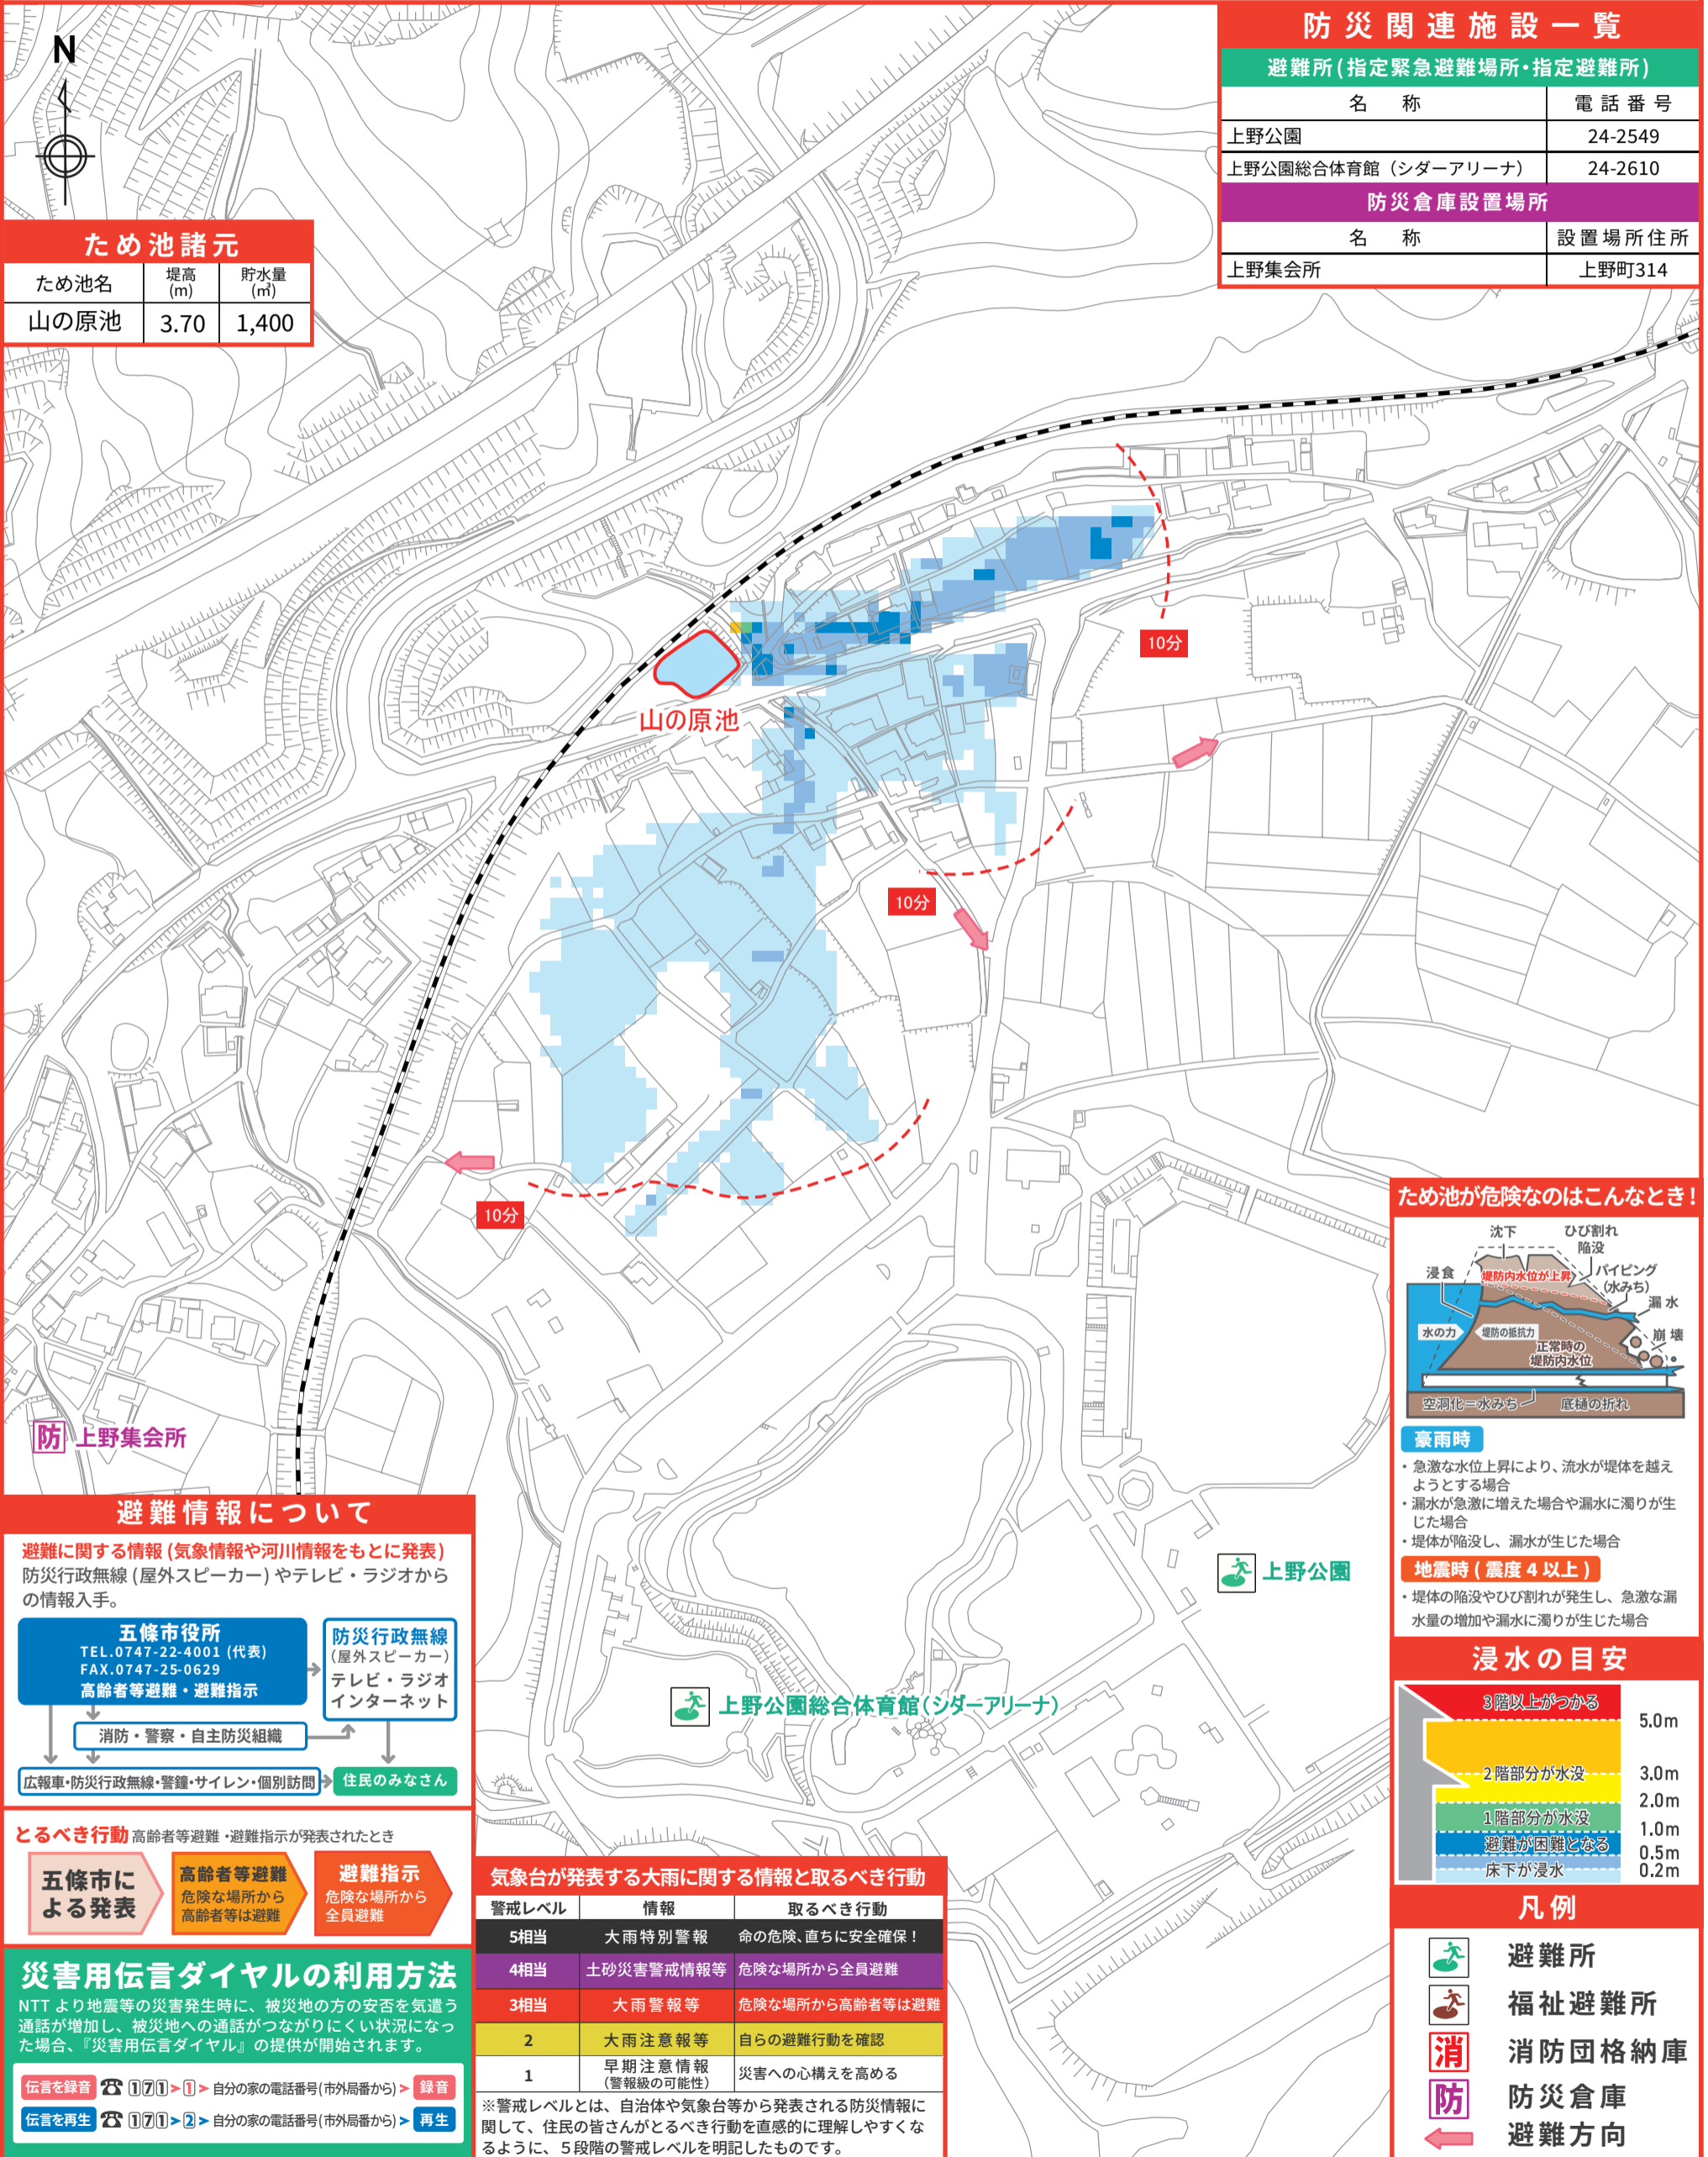 N
ため池諸元
ため池名 堤高(m) 貯水量(㎥)
山の原池 3.70 1,400
防災関連施設一覧
避難所(指定緊急避難場所・指定避難所)
名　称 電話番号
上野公園 24-2549
上野公園総合体育館（シダーアリーナ） 24-2610
防災倉庫設置場所
名　称 設置場所住所
上野集会所 上野町314
山の原池
10分
10分
10分
防 上野集会所
上野公園
上野公園総合体育館（シダーアリーナ）
避難情報について
避難に関する情報(気象情報や河川情報をもとに発表)
防災行政無線(屋外スピーカー)やテレビ・ラジオから
の情報入手。
五條市役所
TEL.0747-22-4001 (代表)
FAX.0747-25-0629
高齢者等避難・避難指示
防災行政無線
(屋外スピーカー)
テレビ・ラジオ
インターネット
消防・警察・自主防災組織
広報車・防災行政無線・警鐘・サイレン・個別訪問
住民のみなさん
とるべき行動 高齢者等避難・避難指示が発表されたとき
五條市に
よる発表
高齢者等避難
危険な場所から
高齢者等は避難
避難指示
危険な場所から
全員避難
災害用伝言ダイヤルの利用方法
NTTより地震等の災害発生時に、被災地の方の安否を気遣う
通話が増加し、被災地への通話がつながりにくい状況になっ
た場合、『災害用伝言ダイヤル』の提供が開始されます。
伝言を録音 ☎ 171>1> 自分の家の電話番号(市外局番から)> 録音
伝言を再生 ☎ 171>2> 自分の家の電話番号(市外局番から)> 再生
気象台が発表する大雨に関する情報と取るべき行動
警戒レベル 情報 取るべき行動
5相当 大雨特別警報 命の危険、直ちに安全確保！
4相当 土砂災害警戒情報等 危険な場所から全員避難
3相当 大雨警報等 危険な場所から高齢者等は避難
2 大雨注意報等 自らの避難行動を確認
1 早期注意情報(警報級の可能性) 災害への心構えを高める
※警戒レベルとは、自治体や気象台等から発表される防災情報に
関して、住民の皆さんがとるべき行動を直感的に理解しやすくな
るように、５段階の警戒レベルを明記したものです。
ため池が危険なのはこんなとき！
沈下
ひび割れ
陥没
浸食
堤防内水位が上昇
パイピング
(水みち)
漏水
水の力
堤防の抵抗力
崩壊
正常時の
堤防内水位
空洞化＝水みち
底樋の折れ
豪雨時
・急激な水位上昇により、流水が堤体を越え
ようとする場合
・漏水が急激に増えた場合や漏水に濁りが生
じた場合
・堤体が陥没し、漏水が生じた場合
地震時(震度４以上)
・堤体の陥没やひび割れが発生し、急激な漏
水量の増加や漏水に濁りが生じた場合
浸水の目安
3階以上がつかる
5.0m
2階部分が水没
3.0m
2.0m
1階部分が水没
1.0m
避難が困難となる
0.5m
床下が浸水
0.2m
凡例
避難所
福祉避難所
消 消防団格納庫
防 防災倉庫
避難方向